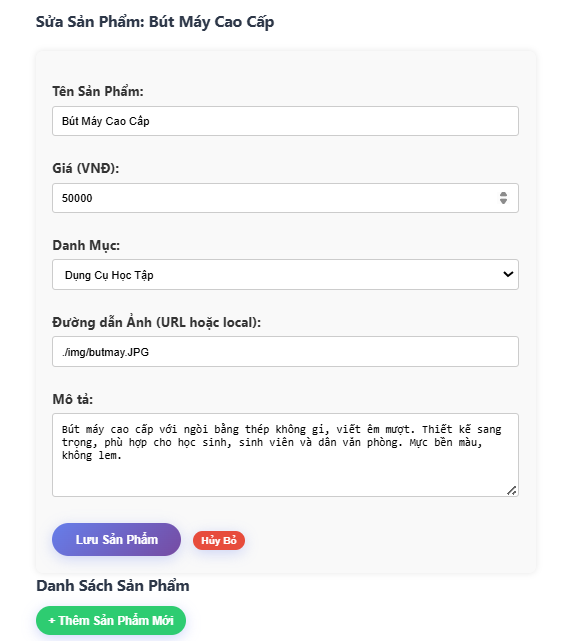 Sửa Sản Phẩm: Bút Máy Cao Cấp
Tên Sản Phẩm:
Bút Máy Cao Cấp
Giá (VNĐ):
50000
Danh Mục:
Dụng Cụ Học Tập
Đường dẫn Ảnh (URL hoặc local):
./img/butmay.JPG
Mô tả:
Bút máy cao cấp với ngòi bằng thép không gỉ, viết êm mượt. Thiết kế sang
trọng, phù hợp cho học sinh, sinh viên và dân văn phòng. Mực bền màu,
không lem.
Lưu Sản Phẩm Hủy Bỏ
Danh Sách Sản Phẩm
+ Thêm Sản Phẩm Mới